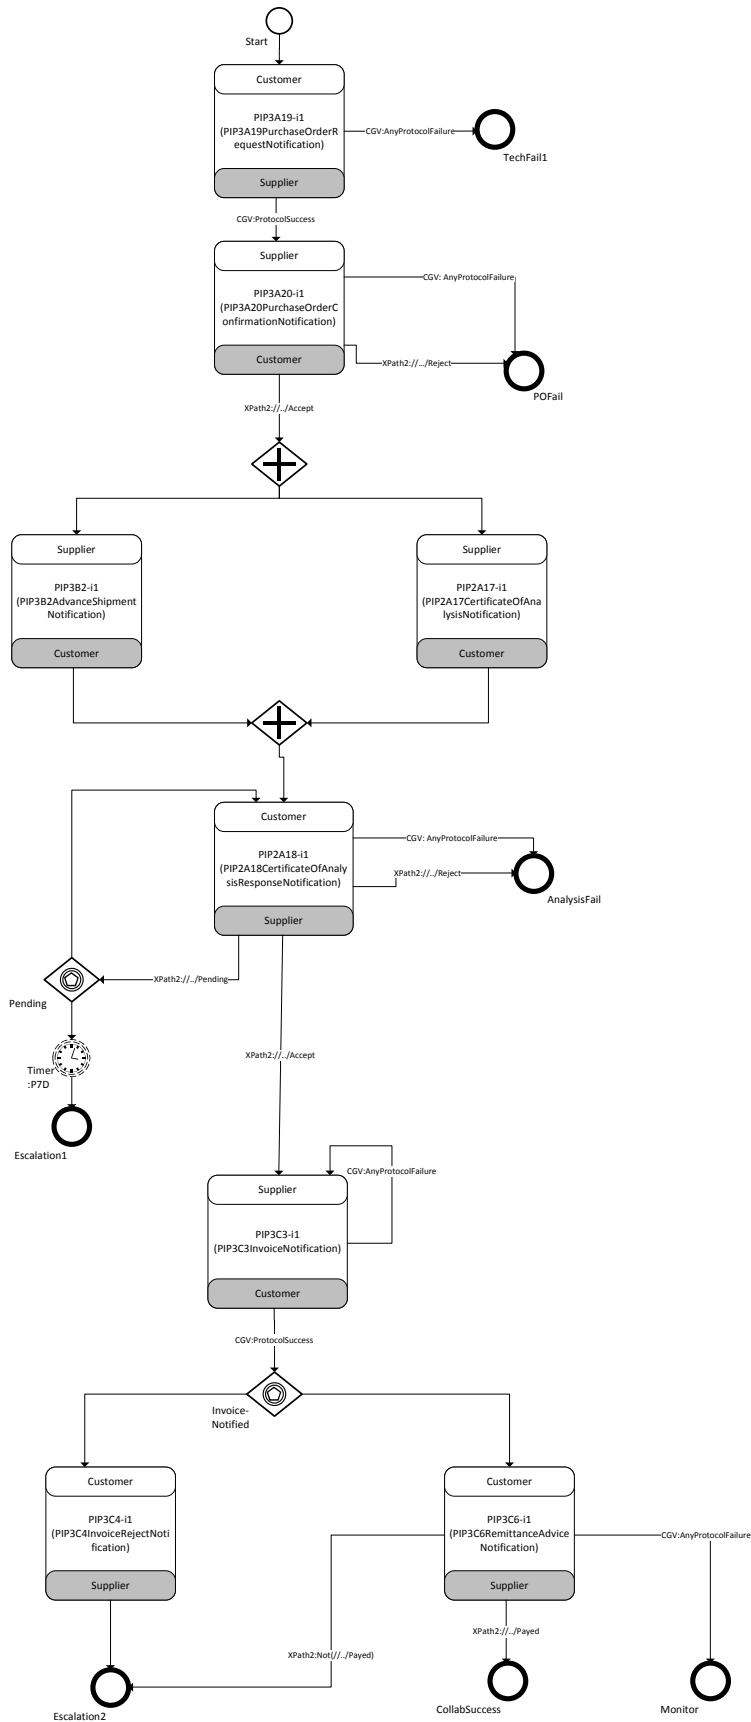 Start
Customer
PIP3A19-i1
(PIP3A19PurchaseOrderR
equestNotification)
CGV:AnyProtocolFailure
TechFail1
Supplier
CGV:ProtocolSuccess
Supplier
CGV: AnyProtocolFailure
PIP3A20-i1
(PIP3A20PurchaseOrderC
onfirmationNotification)
Customer
XPath2://../Reject
POFail
XPath2://../Accept
Supplier
Supplier
PIP3B2-i1
(PIP3B2AdvanceShipment
Notification)
PIP2A17-i1
(PIP2A17CertificateOfAna
lysisNotification)
Customer
Customer
Customer
CGV: AnyProtocolFailure
PIP2A18-i1
(PIP2A18CertificateOfAnaly
sisResponseNotification)
XPath2://../Reject
AnalysisFail
Supplier
XPath2://../Pending
Pending
XPath2://../Accept
Timer
:P7D
Escalation1
CGV:AnyProtocolFailure
Supplier
PIP3C3-i1
(PIP3C3InvoiceNotification)
Customer
CGV:ProtocolSuccess
Invoice-
Notified
Customer
Customer
PIP3C4-i1
(PIP3C4InvoiceRejectNoti
fication)
PIP3C6-i1
(PIP3C6RemittanceAdvice
Notification)
CGV:AnyProtocolFailure
Supplier
Supplier
XPath2://../Payed
XPath2:Not(//../Payed)
Escalation2
CollabSuccess
Monitor